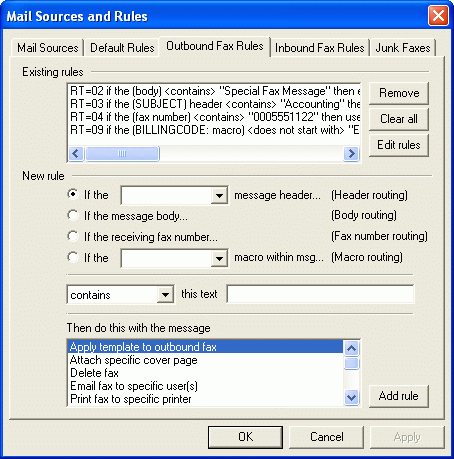 Mail Sources and Rules
Mail Sources Default Rules Outbound Fax Rules Inbound Fax Rules Junk Faxes
Existing rules
RT=02 if the (body) <contains> "Special Fax Message" then e
RT=03 if the (SUBJECT) header <contains> "Accounting" the
RT=04 if the (fax number) <contains> "0005551122" then use
RT=09 if the (BILLINGCODE: macro) <does not start with> "E
Remove
Clear all
Edit rules
New rule
If the message header... (Header routing)
If the message body... (Body routing)
If the receiving fax number... (Fax number routing)
If the macro within msg... (Macro routing)
contains this text
Then do this with the message
Apply template to outbound fax
Attach specific cover page
Delete fax
Email fax to specific user(s)
Print fax to specific printer
Add rule
OK Cancel Apply